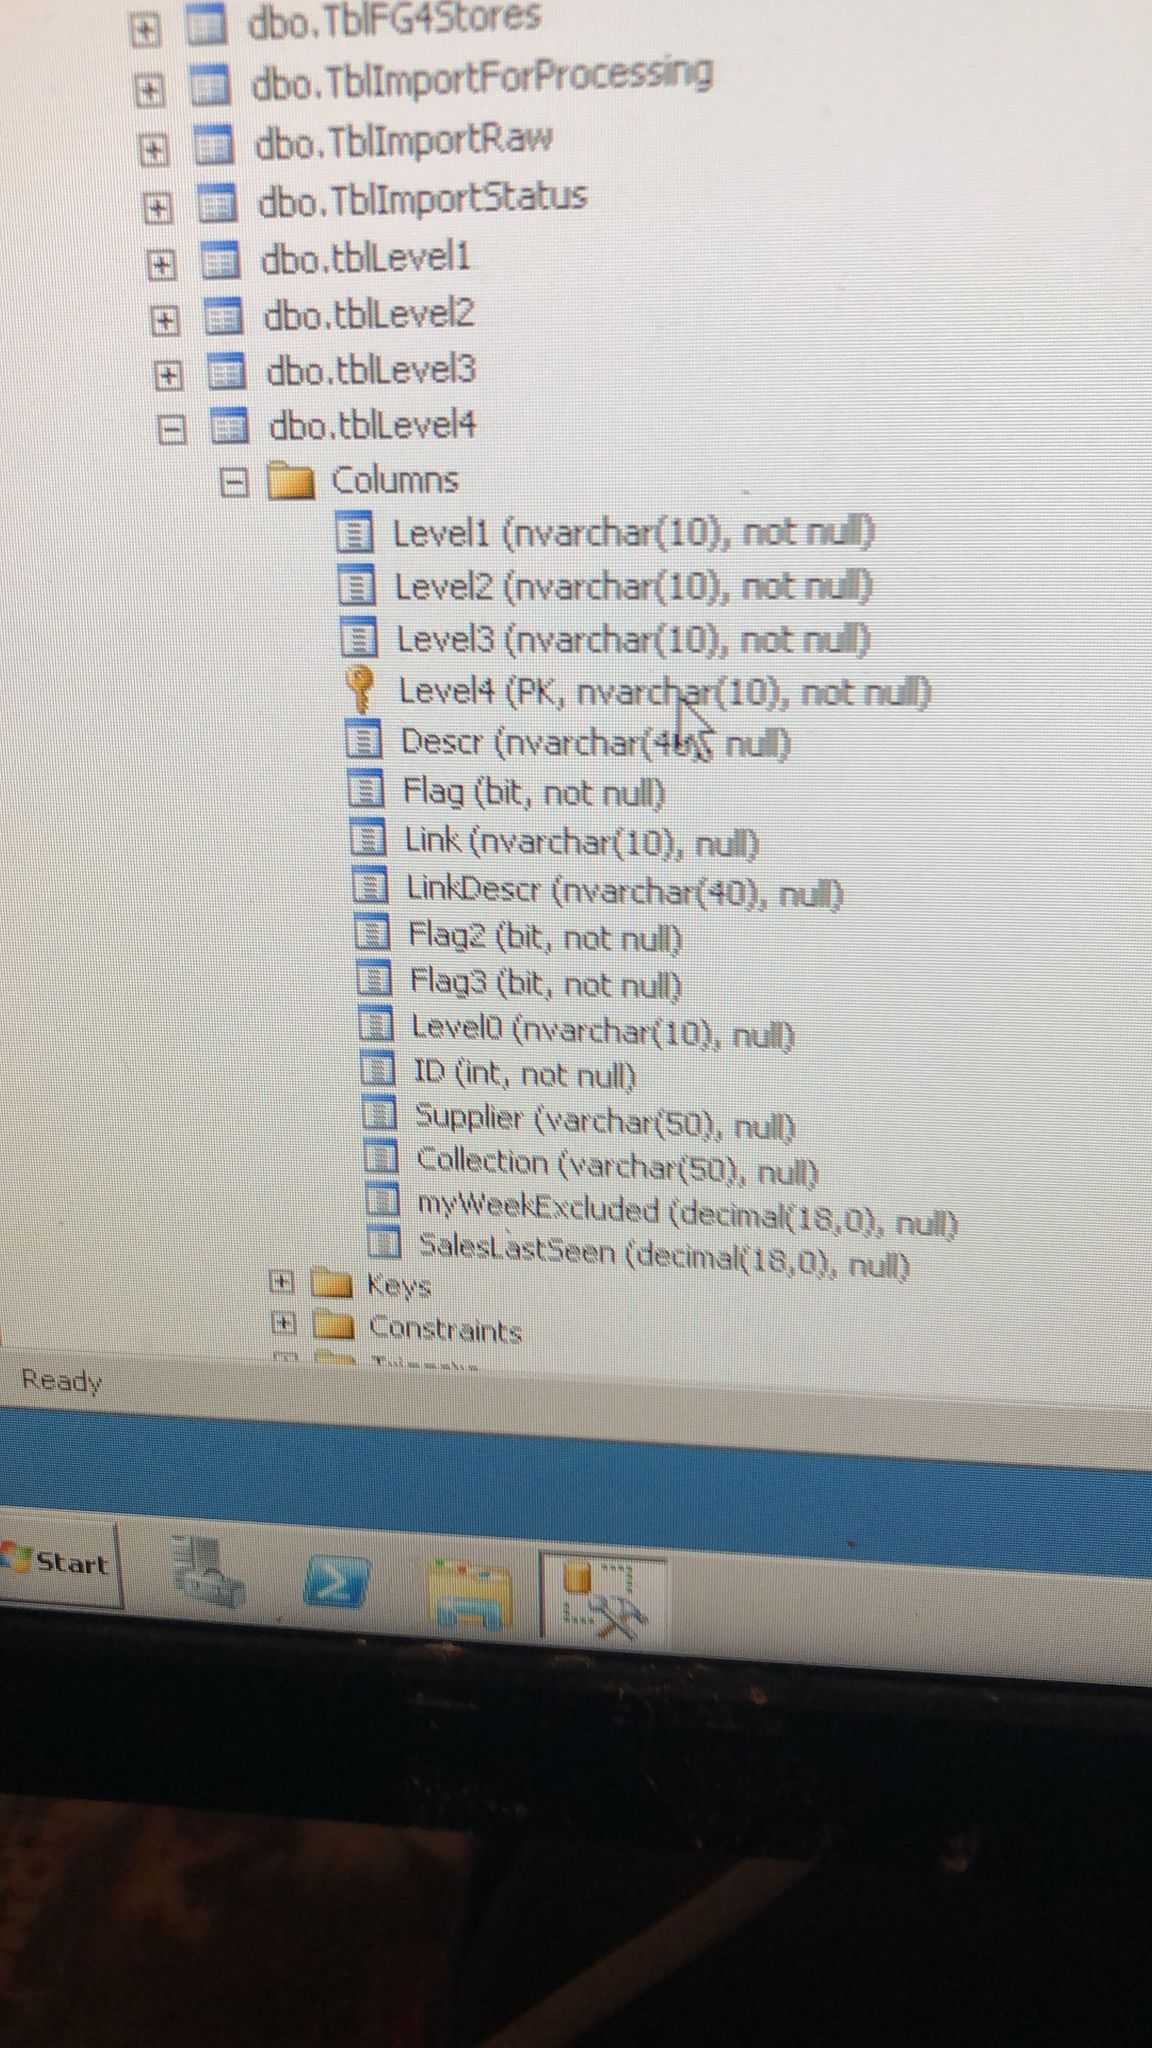 dbo.TblFG4Stores
dbo.TblImportForProcessing
dbo.TblImportRaw
dbo.TblImportStatus
dbo.tblLevel1
dbo.tblLevel2
dbo.tblLevel3
dbo.tblLevel4
Columns
Level1 (nvarchar(10), not null)
Level2 (nvarchar(10), not null)
Level3 (nvarchar(10), not null)
Level4 (PK, nvarchar(10), not null)
Descr null)
Flag (bit, not null)
Link (nvarchar(10), null)
LinkDescr (nvarchar(40), null)
Flag2 (bit, not null)
Flag3 (bit, not null)
Level0 (nvarchar(10), null)
ID (int, not null)
Supplier (varchar(50), null)
Collection (varchar(50), null)
myWeekExcluded (decimal(18,0), null)
SalesLastSeen (decimal(18,0), null)
Keys
Constraints
Ready
Start